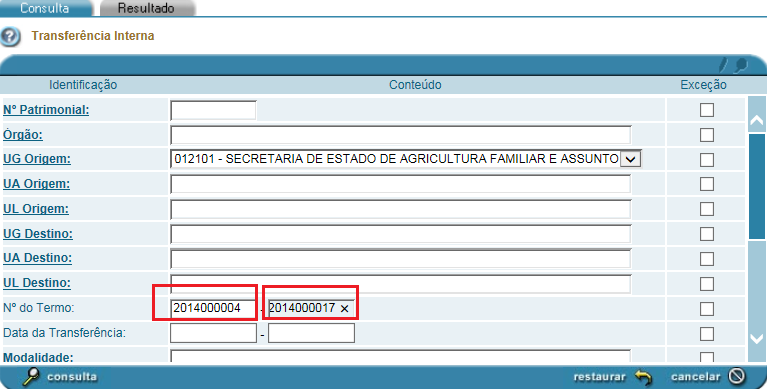 Consulta Resultado
Transferência Interna
Identificação Conteúdo Exceção
Nº Patrimonial:
Órgão:
UG Origem: 012101 - SECRETARIA DE ESTADO DE AGRICULTURA FAMILIAR E ASSUNTO
UA Origem:
UL Origem:
UG Destino:
UA Destino:
UL Destino:
Nº do Termo: 2014000004 - 2014000017 ×
Data da Transferência: -
Modalidade:
consulta restaurar cancelar